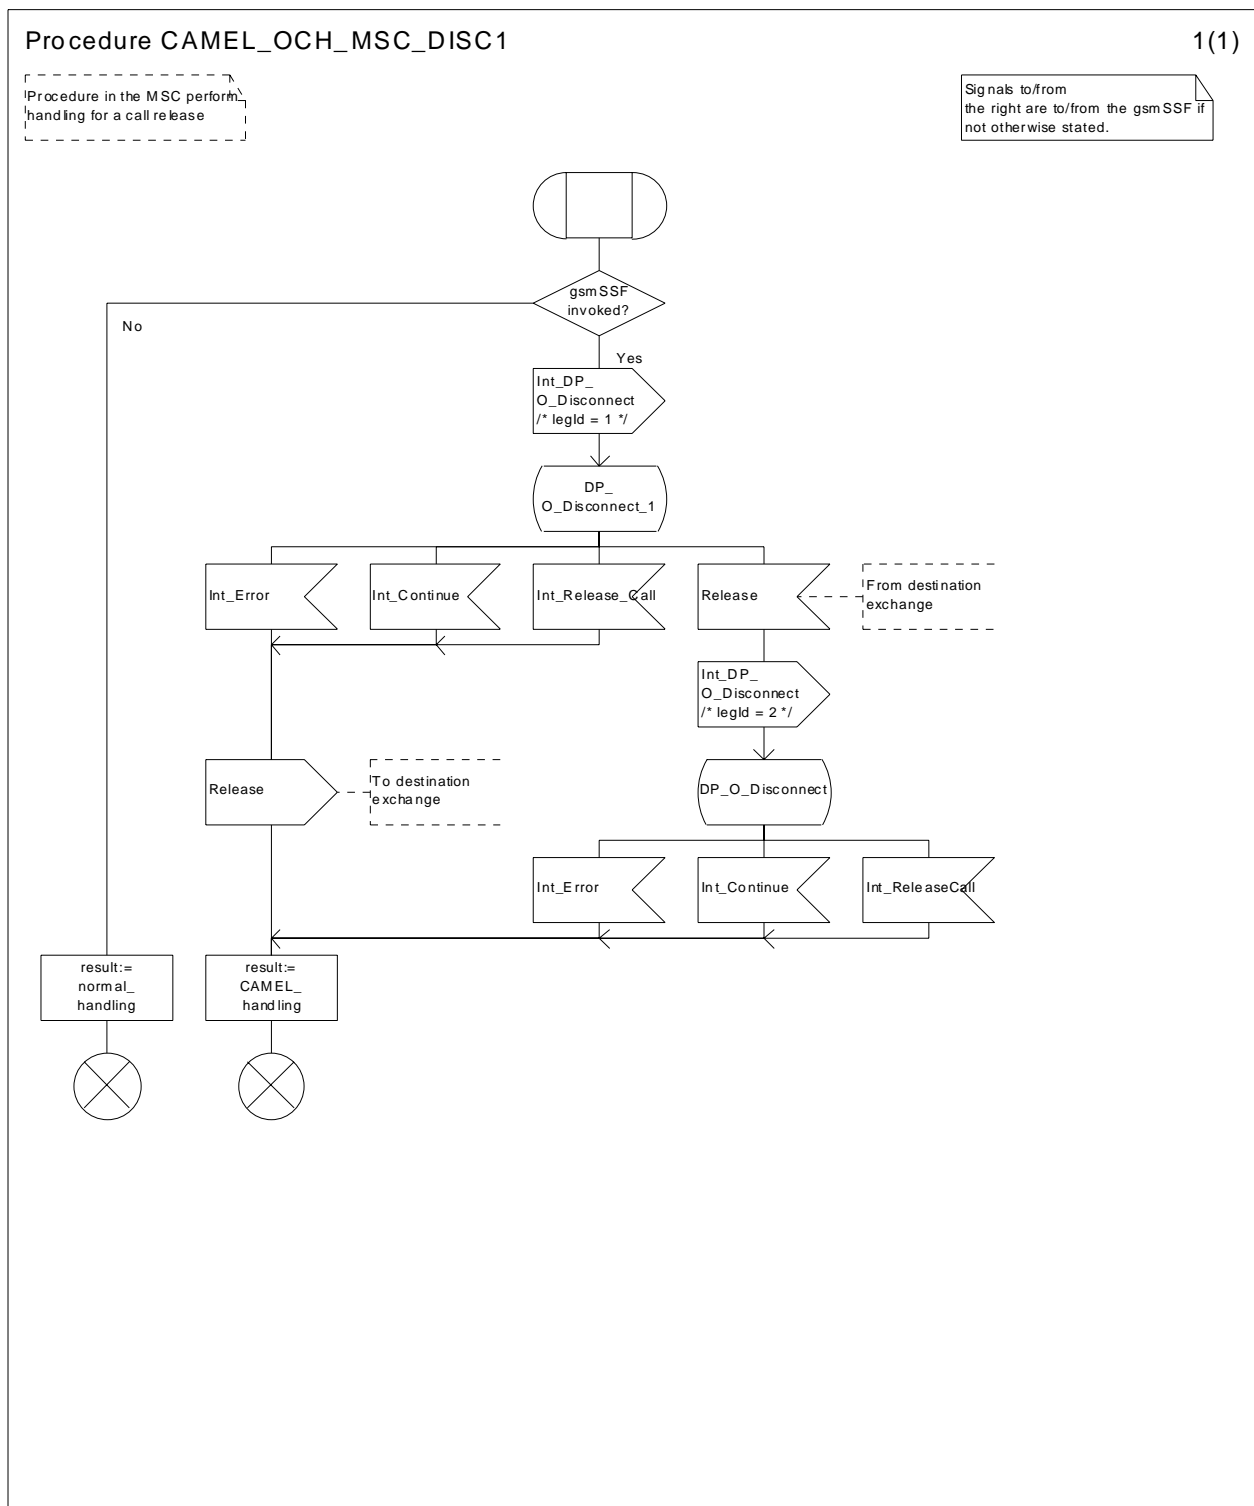 Procedure CAMEL_OCH_MSC_DISC1
1(1)
Procedure in the MSC perform
handling for a call release
Signals to/from
the right are to/from the gsmSSF if
not otherwise stated.
gsmSSF
invoked?
No
Yes
Int_DP_
O_Disconnect
/* legId = 1 */
DP_
O_Disconnect_1
Int_Error
Int_Continue
Int_Release_Call
Release
From destination
exchange
Int_DP_
O_Disconnect
/* legId = 2 */
Release
To destination
exchange
DP_O_Disconnect
Int_Error
Int_Continue
Int_ReleaseCall
result:=
normal_
handling
result:=
CAMEL_
handling